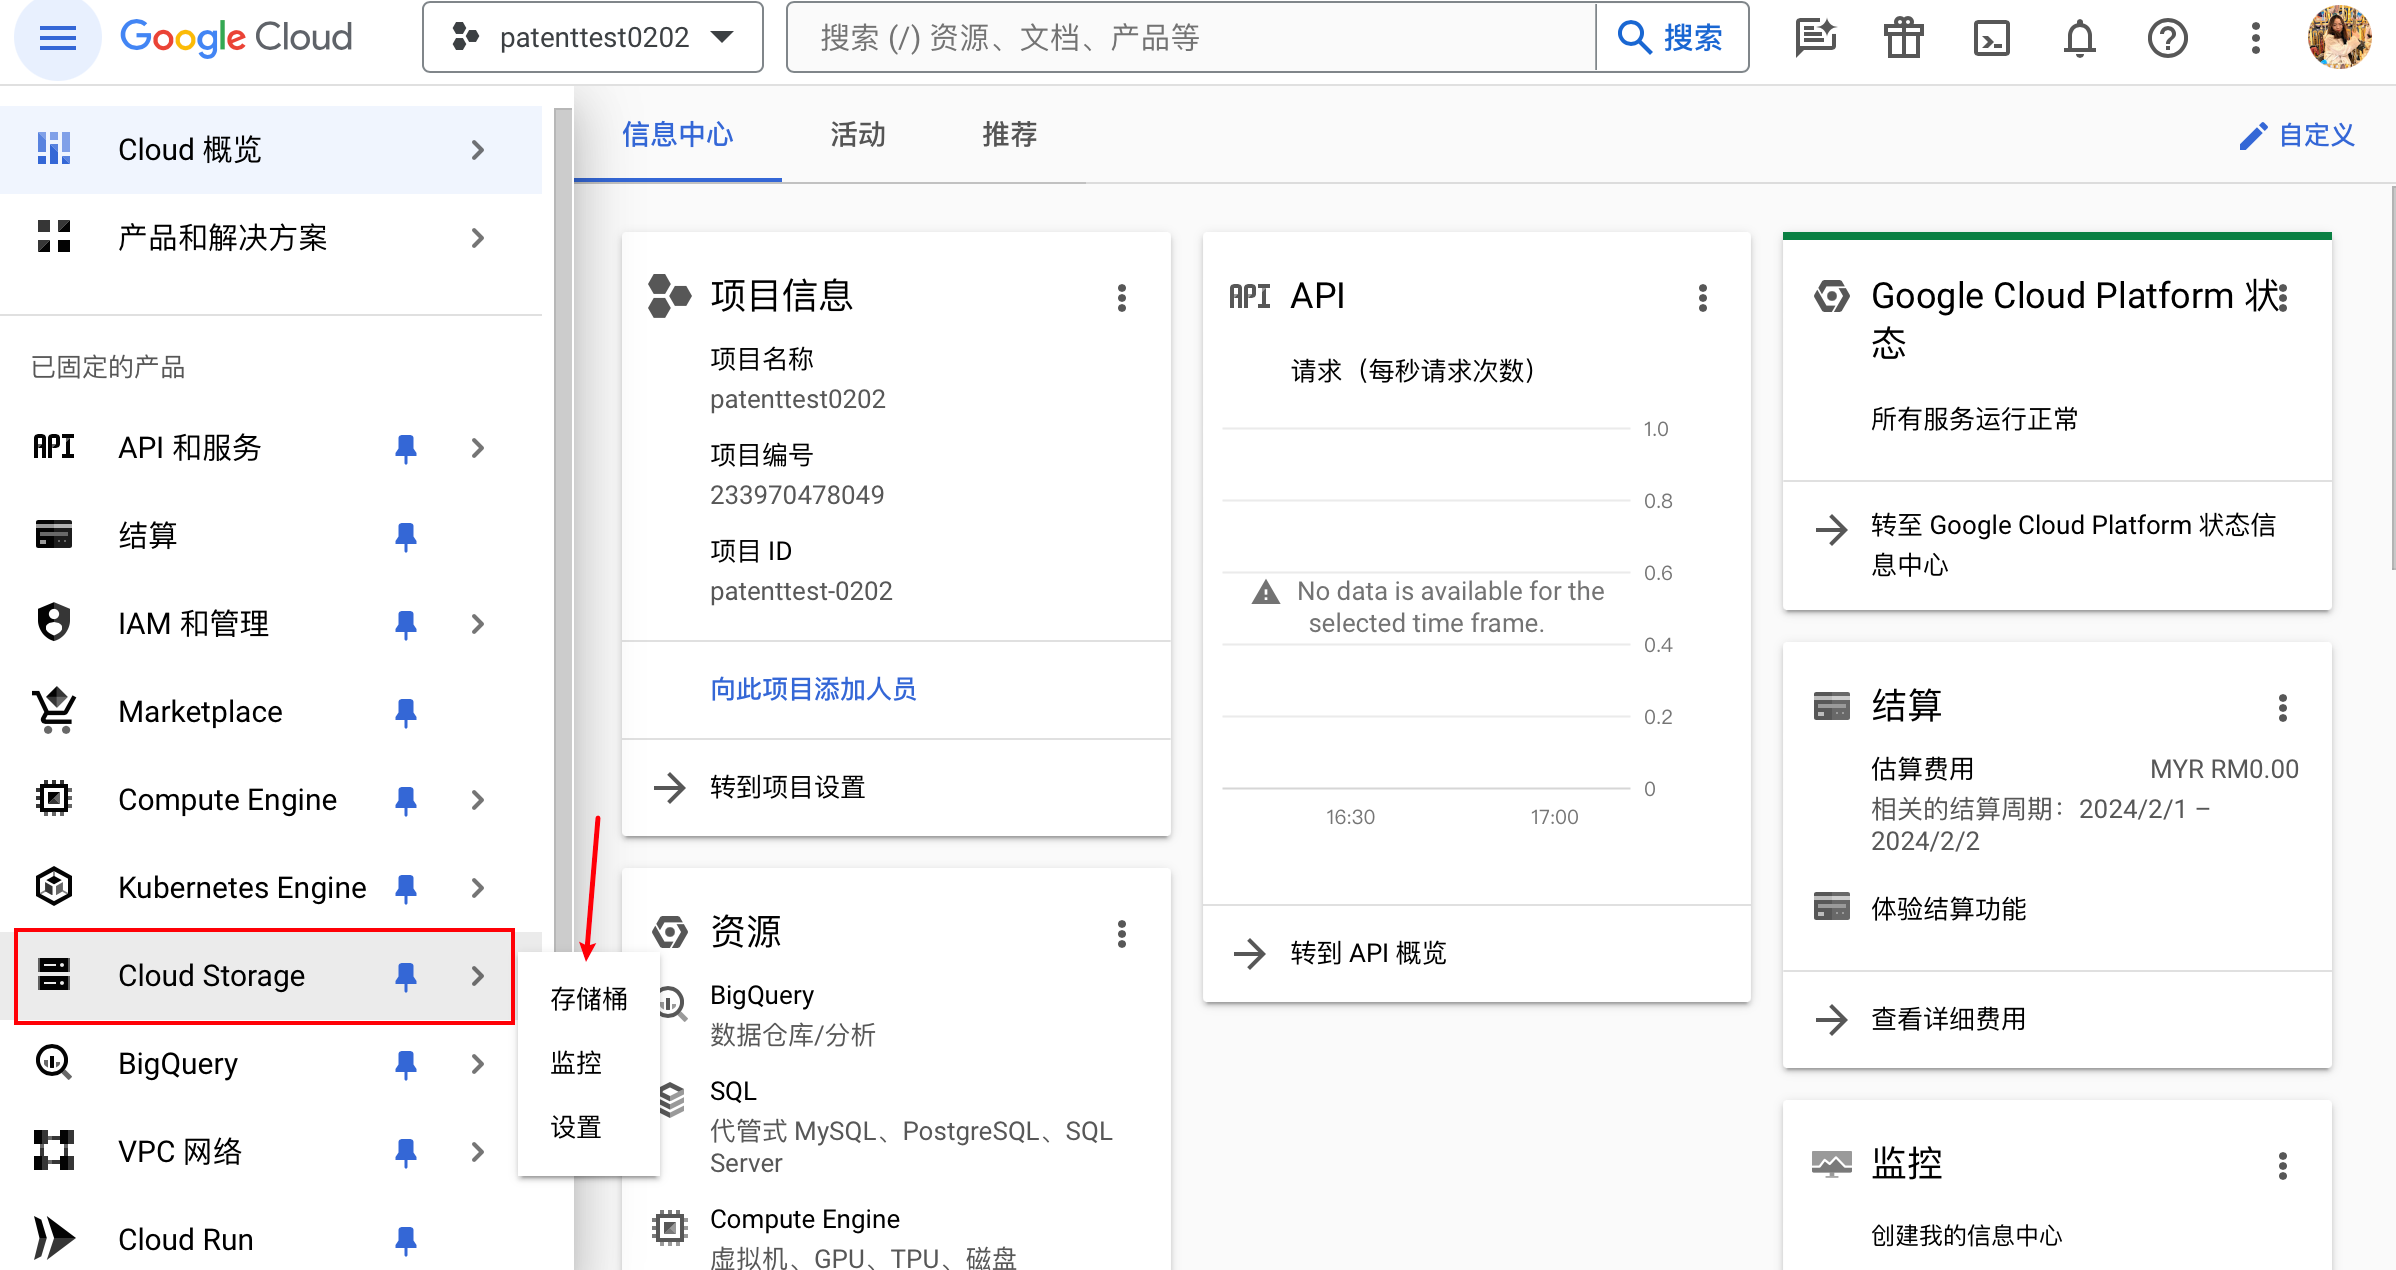 Google Cloud
patenttest0202
搜索 (/) 资源、文档、产品等
搜索
Cloud 概览
产品和解决方案
已固定的产品
API
API 和服务
结算
IAM 和管理
Marketplace
Compute Engine
Kubernetes Engine
Cloud Storage
BigQuery
VPC 网络
Cloud Run
存储桶
监控
设置
信息中心
活动
推荐
自定义
项目信息
项目名称
patenttest0202
项目编号
233970478049
项目 ID
patenttest-0202
向此项目添加人员
转到项目设置
资源
BigQuery
数据仓库/分析
SQL
代管式 MySQL、PostgreSQL、SQL
Server
Compute Engine
虚拟机、GPU、TPU、磁盘
API API
请求（每秒请求次数）
1.0
0.8
0.6
No data is available for the
selected time frame.
0.4
0.2
0
16:30
17:00
转到 API 概览
Google Cloud Platform 状
态
所有服务运行正常
转至 Google Cloud Platform 状态信
息中心
结算
估算费用
MYR RM0.00
相关的结算周期：2024/2/1 –
2024/2/2
体验结算功能
查看详细费用
监控
创建我的信息中心